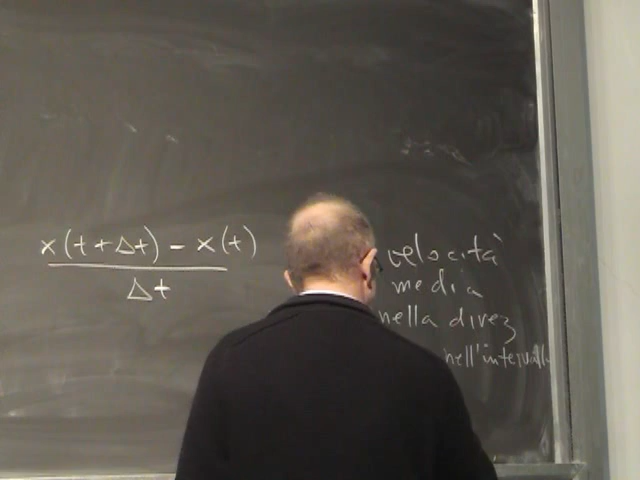 x(t+Δt) - x(t)
Δt
velocità
media
nella direz
nell'intervallo